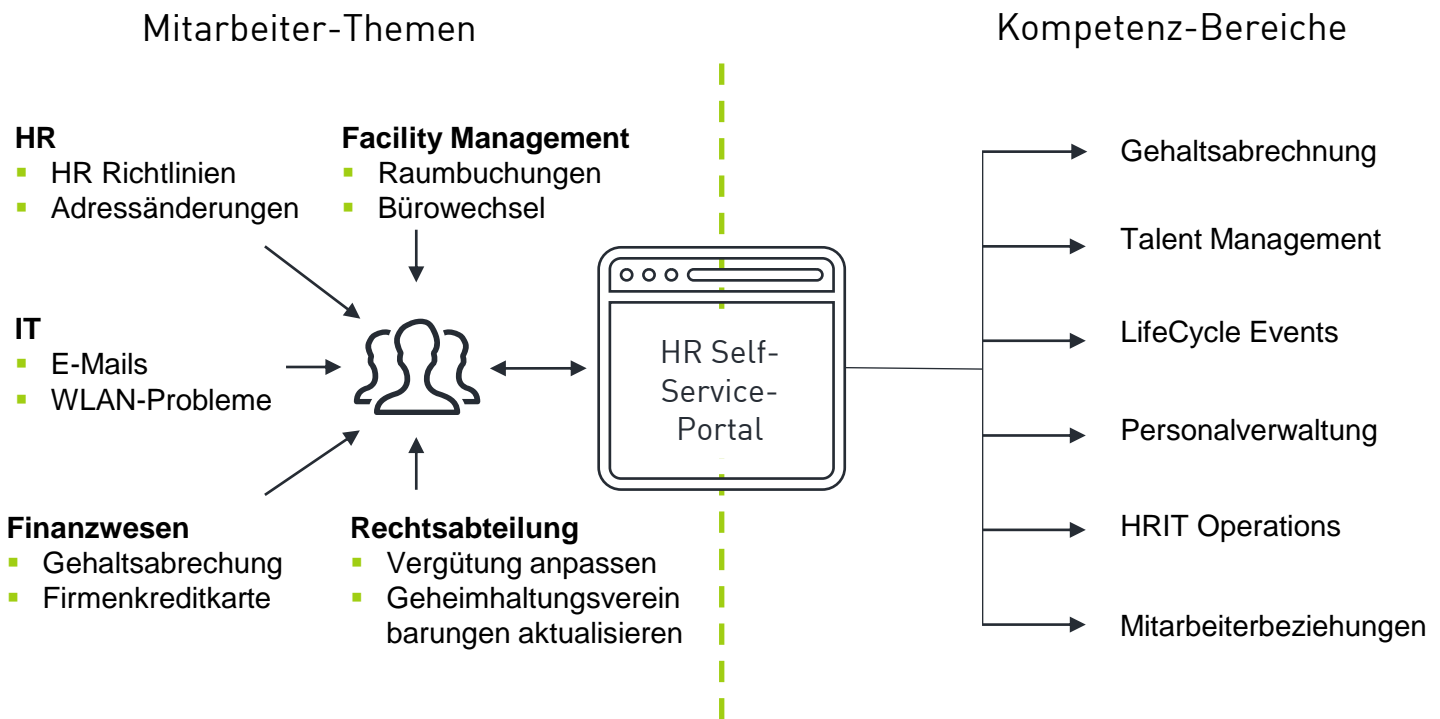 Mitarbeiter-Themen
Kompetenz-Bereiche
HR
HR Richtlinien
Adressänderungen
Facility Management
Raumbuchungen
Bürowechsel
IT
E-Mails
WLAN-Probleme
Finanzwesen
Gehaltsabrechung
Firmenkreditkarte
Rechtsabteilung
Vergütung anpassen
Geheimhaltungsverein
barungen aktualisieren
HR Self-
Service-
Portal
Gehaltsabrechnung
Talent Management
LifeCycle Events
Personalverwaltung
HRIT Operations
Mitarbeiterbeziehungen